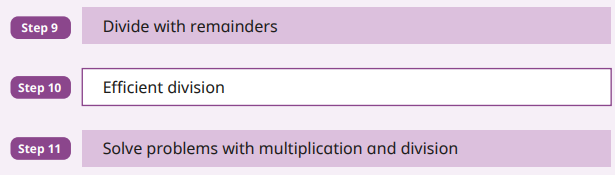 Step 9 Divide with remainders
Step 10 Efficient division
Step 11 Solve problems with multiplication and division